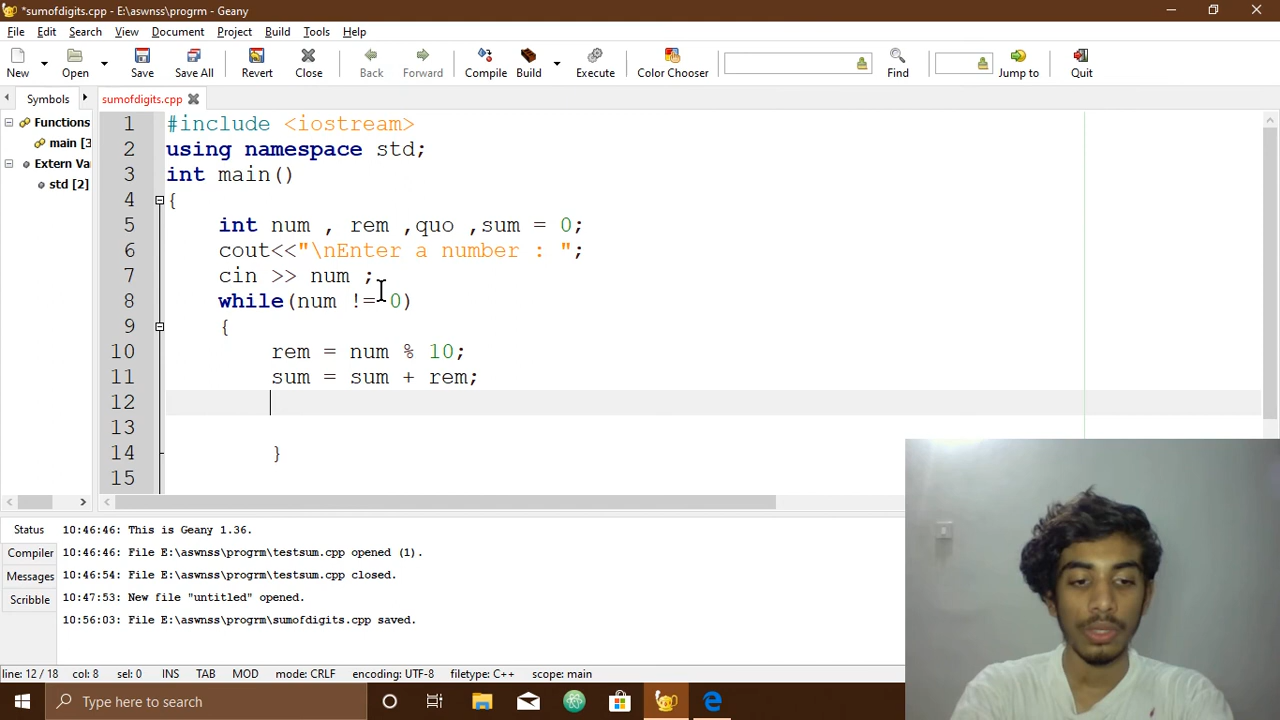 *sumofdigits.cpp - E:\aswnss\progrm - Geany
File Edit Search View Document Project Build Tools Help
New Open Save Save All Revert Close Back Forward Compile Build Execute Color Chooser Find Jump to Quit
Symbols sumofdigits.cpp
Functions
main [3
Extern Va
std [2]
1 #include <iostream>
2 using namespace std;
3 int main()
4 {
5 int num , rem ,quo ,sum = 0;
6 cout<<"\nEnter a number : ";
7 cin >> num ;
8 while(num != 0)
9 {
10 rem = num % 10;
11 sum = sum + rem;
12
13
14 }
15
Status
Compiler
Messages
Scribble
10:46:46: This is Geany 1.36.
10:46:46: File E:\aswnss\progrm\testsum.cpp opened (1).
10:46:54: File E:\aswnss\progrm\testsum.cpp closed.
10:47:53: New file "untitled" opened.
10:56:03: File E:\aswnss\progrm\sumofdigits.cpp saved.
line: 12 / 18 col: 8 sel: 0 INS TAB MOD mode: CRLF encoding: UTF-8 filetype: C++ scope: main
Type here to search